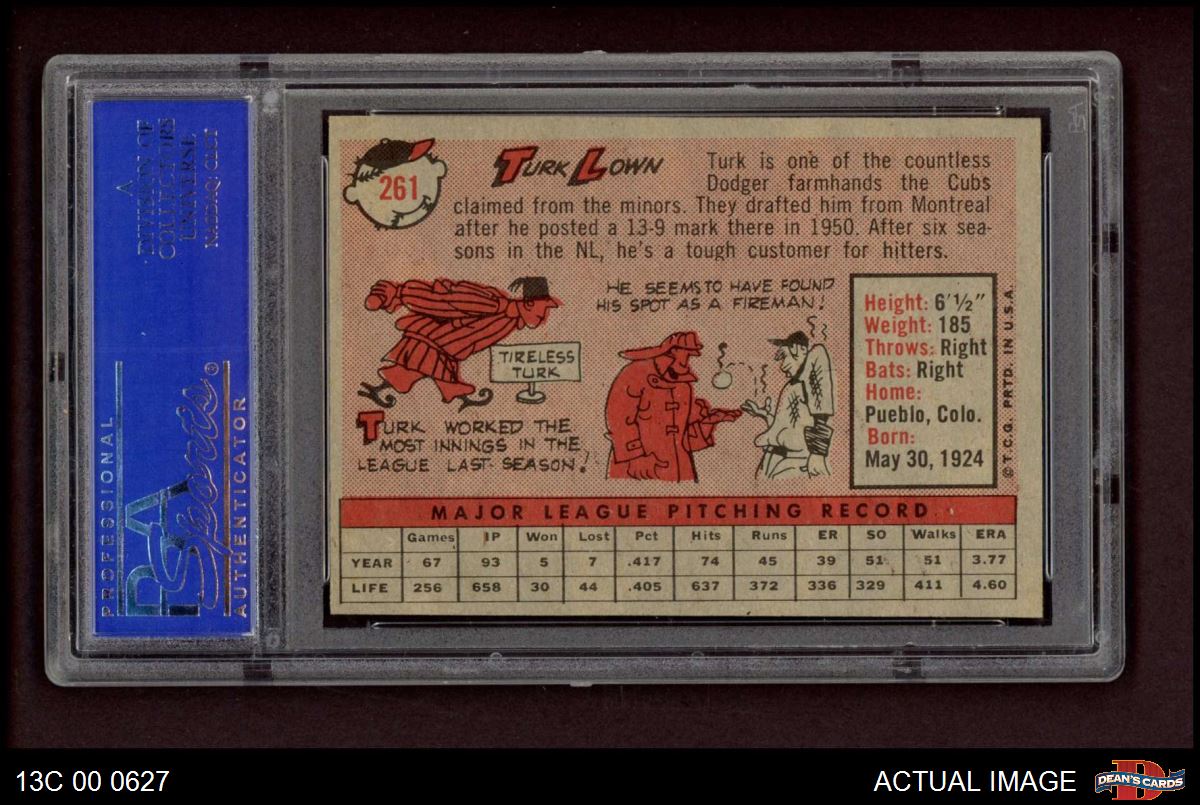 A
DIVISION OF
COLLECTORS
UNIVERSE
NASDAQ: CLCT
PROFESSIONAL
PSA
Sports®
AUTHENTICATOR
261
TURK LOWN
Turk is one of the countless
Dodger farmhands the Cubs
claimed from the minors. They drafted him from Montreal
after he posted a 13-9 mark there in 1950. After six sea-
sons in the NL, he's a tough customer for hitters.
TIRELESS
TURK
TURK WORKED THE
MOST INNINGS IN THE
LEAGUE LAST SEASON!
HE SEEMS TO HAVE FOUND
HIS SPOT AS A FIREMAN!
Height: 6'½"
Weight: 185
Throws: Right
Bats: Right
Home:
Pueblo, Colo.
Born:
May 30, 1924
© T.C.G. PRTD. IN U.S.A.
MAJOR LEAGUE PITCHING RECORD
Games IP Won Lost Pct Hits Runs ER SO Walks ERA
YEAR 67 93 5 7 .417 74 45 39 51 51 3.77
LIFE 256 658 30 44 .405 637 372 336 329 411 4.60
13C 00 0627
ACTUAL IMAGE
DEAN'S CARDS